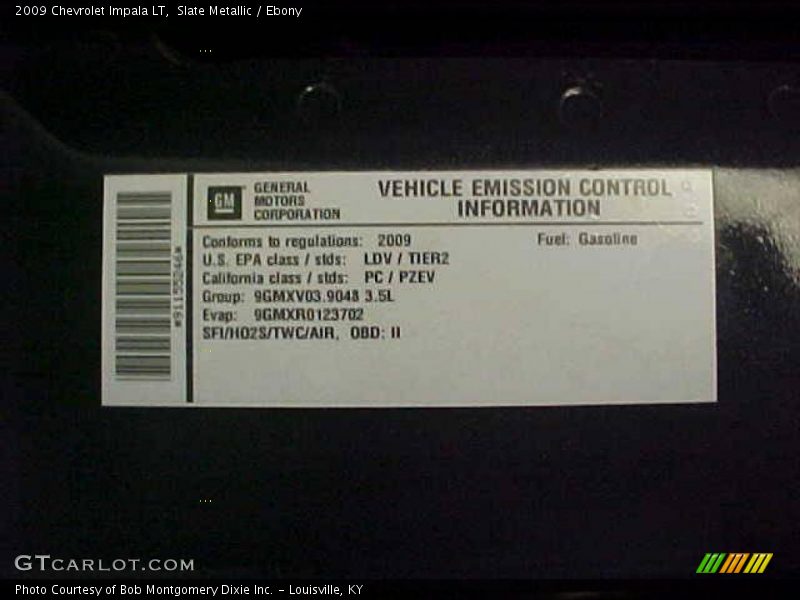 2009 Chevrolet Impala LT,  Slate Metallic / Ebony
GM
GENERAL
MOTORS
CORPORATION
VEHICLE EMISSION CONTROL
INFORMATION
Conforms to regulations: 2009
Fuel: Gasoline
U.S. EPA class / stds: LDV / TIER2
California class / stds: PC / PZEV
Group: 9GMXV03.9048 3.5L
Evap: 9GMXR0123702
SFI/HO2S/TWC/AIR, OBD: II
GTCARLOT.COM
Photo Courtesy of Bob Montgomery Dixie Inc. – Louisville, KY